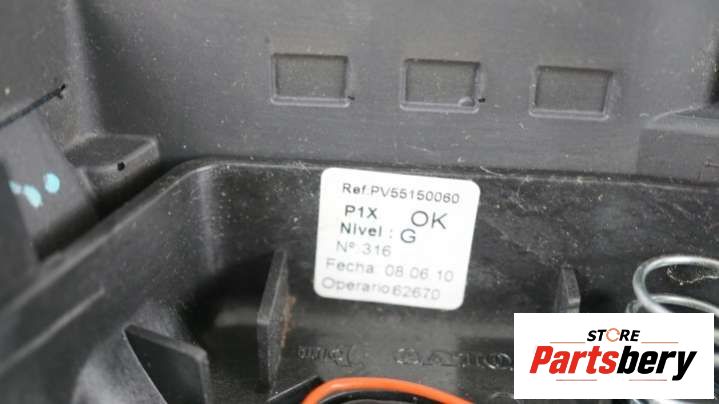 Ref.PV55150060
P1X OK
Nivel : G
Nº 316
Fecha: 08.06.10
Operario:62670
STORE
Partsbery